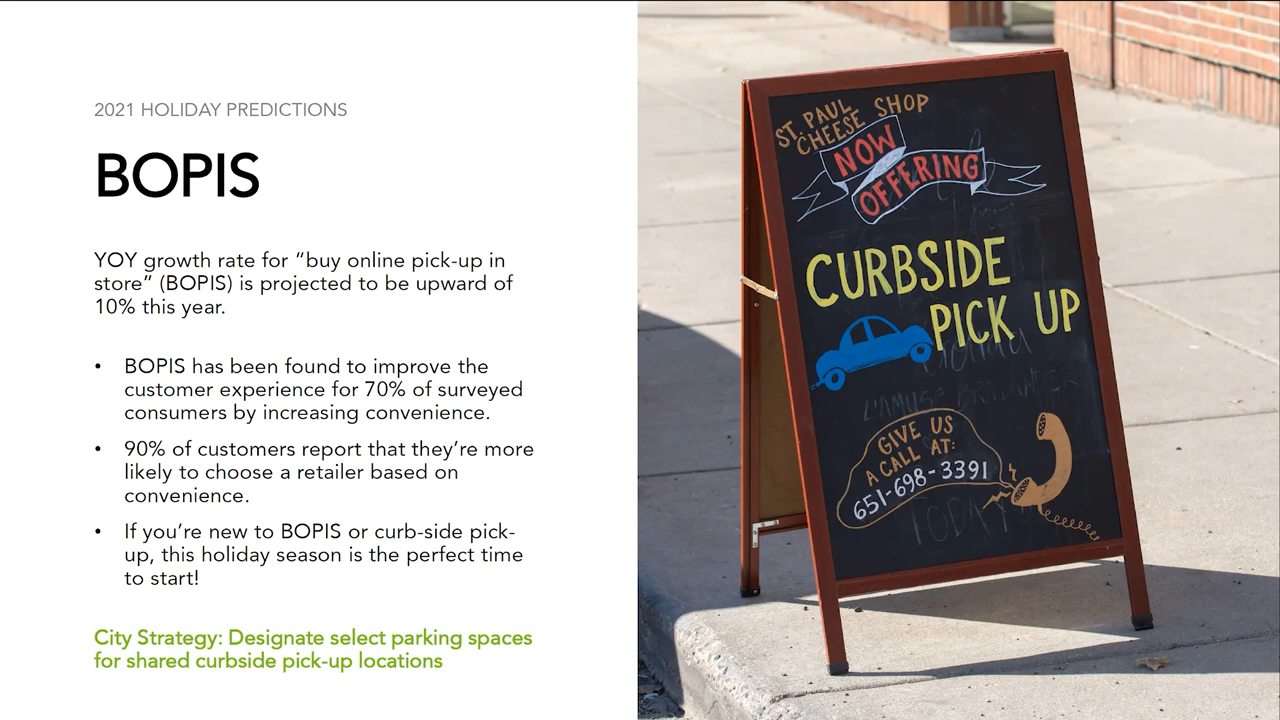 2021 HOLIDAY PREDICTIONS
BOPIS
YOY growth rate for “buy online pick-up in
store” (BOPIS) is projected to be upward of
10% this year.
• BOPIS has been found to improve the
customer experience for 70% of surveyed
consumers by increasing convenience.
• 90% of customers report that they’re more
likely to choose a retailer based on
convenience.
• If you’re new to BOPIS or curb-side pick-
up, this holiday season is the perfect time
to start!
City Strategy: Designate select parking spaces
for shared curbside pick-up locations
ST. PAUL
CHEESE SHOP
NOW
OFFERING
CURBSIDE
PICK UP
GIVE US
A CALL AT:
651-698-3391
TODAY